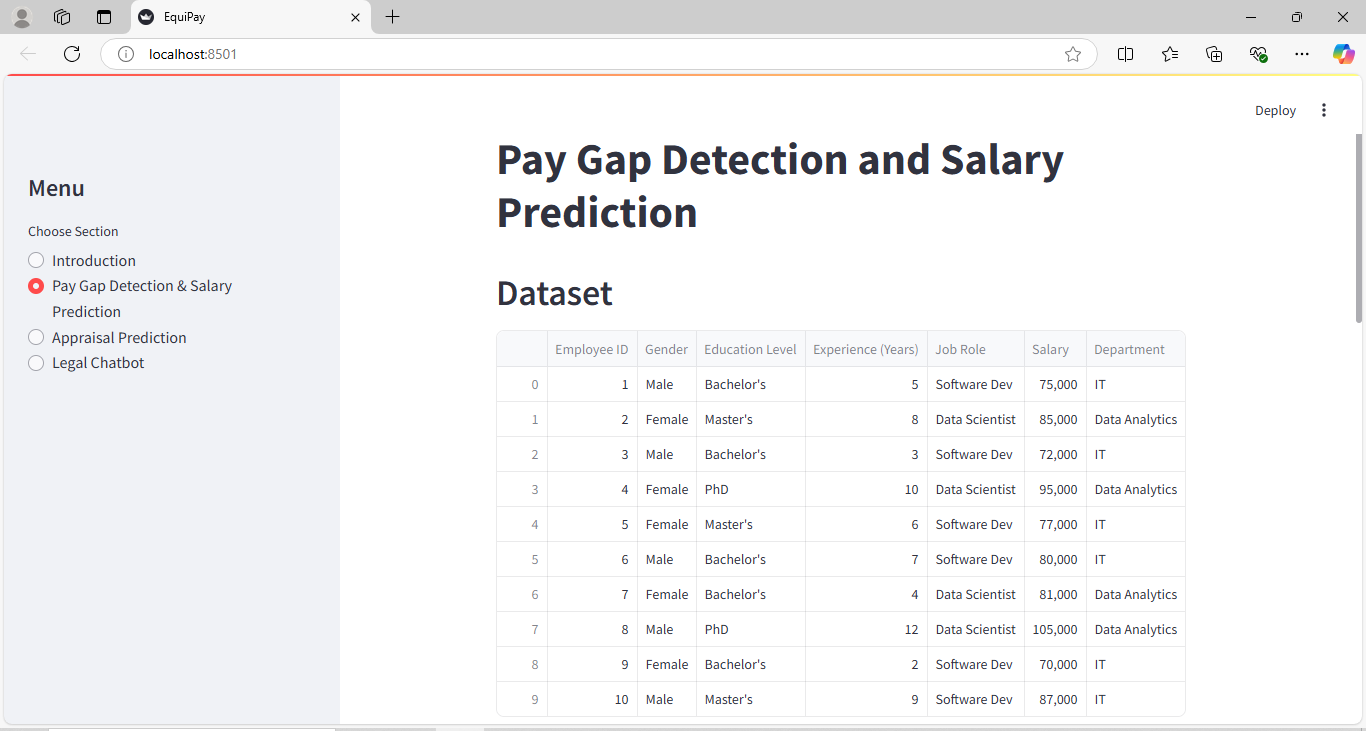 EquiPay
localhost:8501
Deploy
Menu
Choose Section
Introduction
Pay Gap Detection & Salary
Prediction
Appraisal Prediction
Legal Chatbot
Pay Gap Detection and Salary
Prediction
Dataset
Employee ID Gender Education Level Experience (Years) Job Role Salary Department
0 1 Male Bachelor's 5 Software Dev 75,000 IT
1 2 Female Master's 8 Data Scientist 85,000 Data Analytics
2 3 Male Bachelor's 3 Software Dev 72,000 IT
3 4 Female PhD 10 Data Scientist 95,000 Data Analytics
4 5 Female Master's 6 Software Dev 77,000 IT
5 6 Male Bachelor's 7 Software Dev 80,000 IT
6 7 Female Bachelor's 4 Data Scientist 81,000 Data Analytics
7 8 Male PhD 12 Data Scientist 105,000 Data Analytics
8 9 Female Bachelor's 2 Software Dev 70,000 IT
9 10 Male Master's 9 Software Dev 87,000 IT